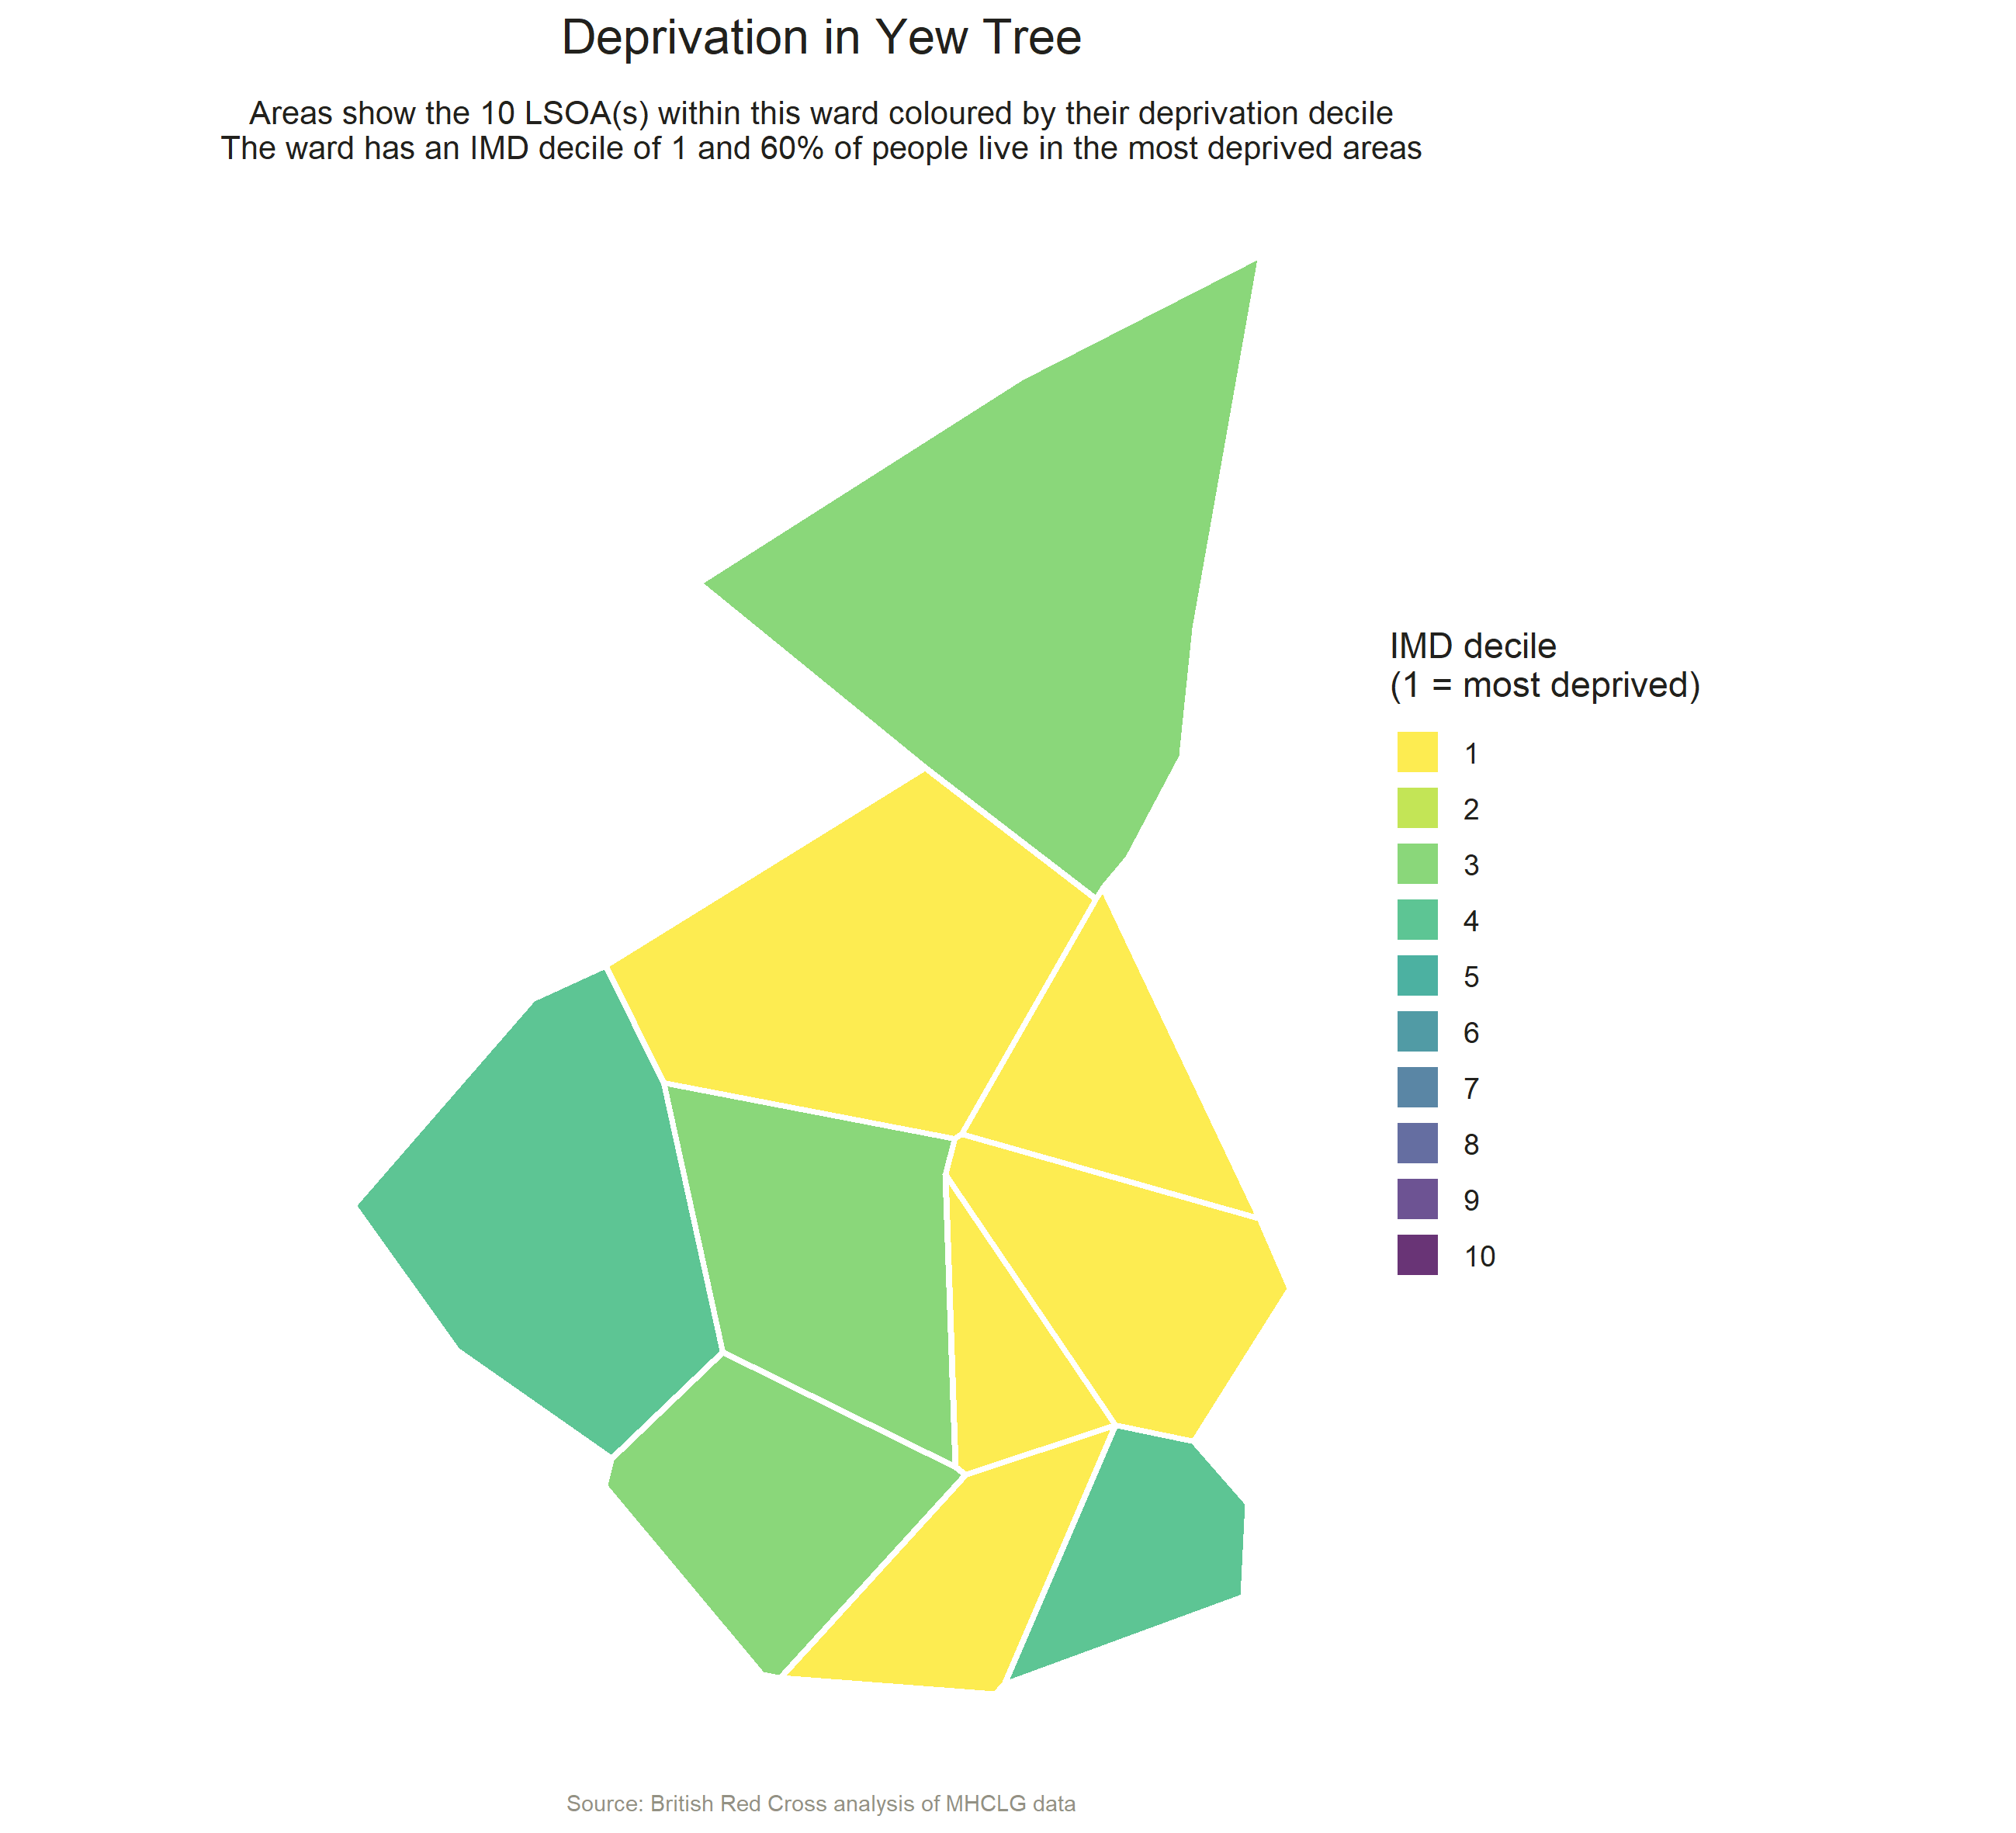 Deprivation in Yew Tree
Areas show the 10 LSOA(s) within this ward coloured by their deprivation decile
The ward has an IMD decile of 1 and 60% of people live in the most deprived areas
IMD decile
(1 = most deprived)
1
2
3
4
5
6
7
8
9
10
Source: British Red Cross analysis of MHCLG data